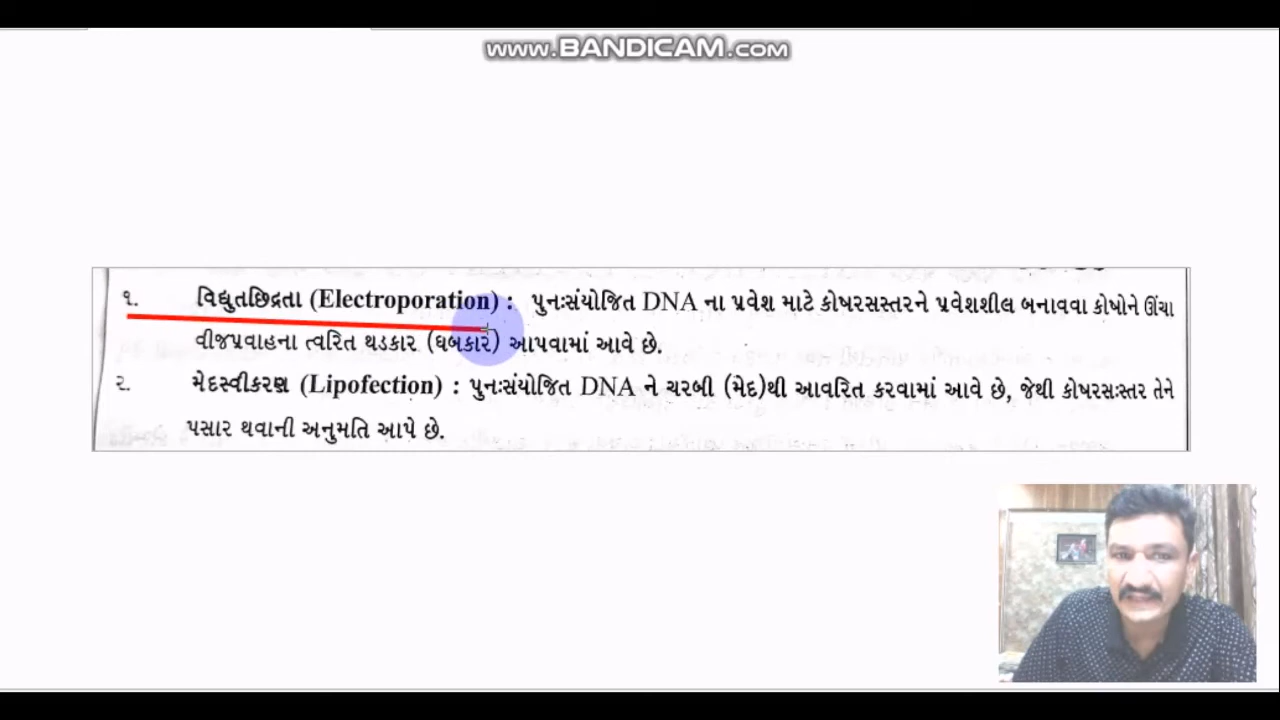 www.BANDICAM.com
૧. વિદ્યુતછિદ્રતા (Electroporation) : પુનઃસંયોજિત DNA ના પ્રવેશ માટે કોષરસસ્તરને પ્રવેશશીલ બનાવવા કોષોને ઊંચા
વીજપ્રવાહના ત્વરિત થડકાર (ધબકાર) આપવામાં આવે છે.
૨. મેદસ્વીકરણ (Lipofection) : પુનઃસંયોજિત DNA ને ચરબી (મેદ)થી આવરિત કરવામાં આવે છે, જેથી કોષરસઃસ્તર તેને
પસાર થવાની અનુમતિ આપે છે.